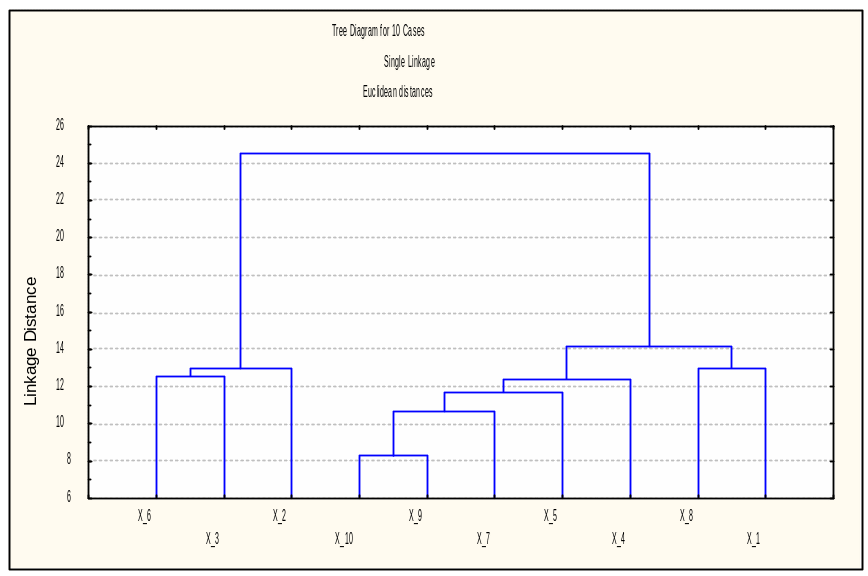 Tree Diagram for 10 Cases
Single Linkage
Euclidean distances
Linkage Distance
26
24
22
20
18
16
14
12
10
8
6
X_6
X_3
X_2
X_10
X_9
X_7
X_5
X_4
X_8
X_1